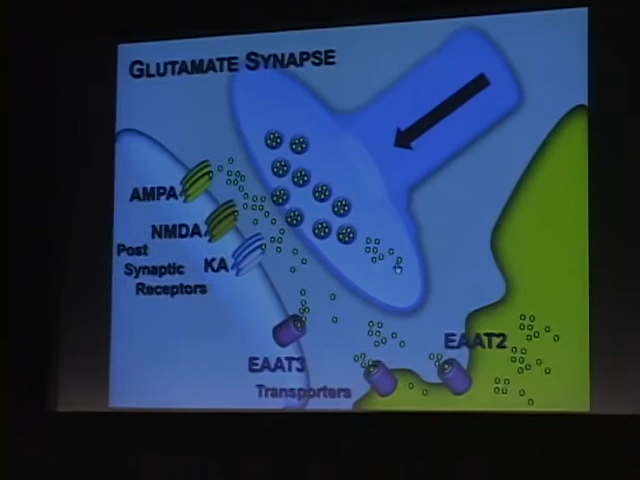 GLUTAMATE SYNAPSE
AMPA
NMDA
KA
Post
Synaptic
Receptors
EAAT3
EAAT2
Transporters